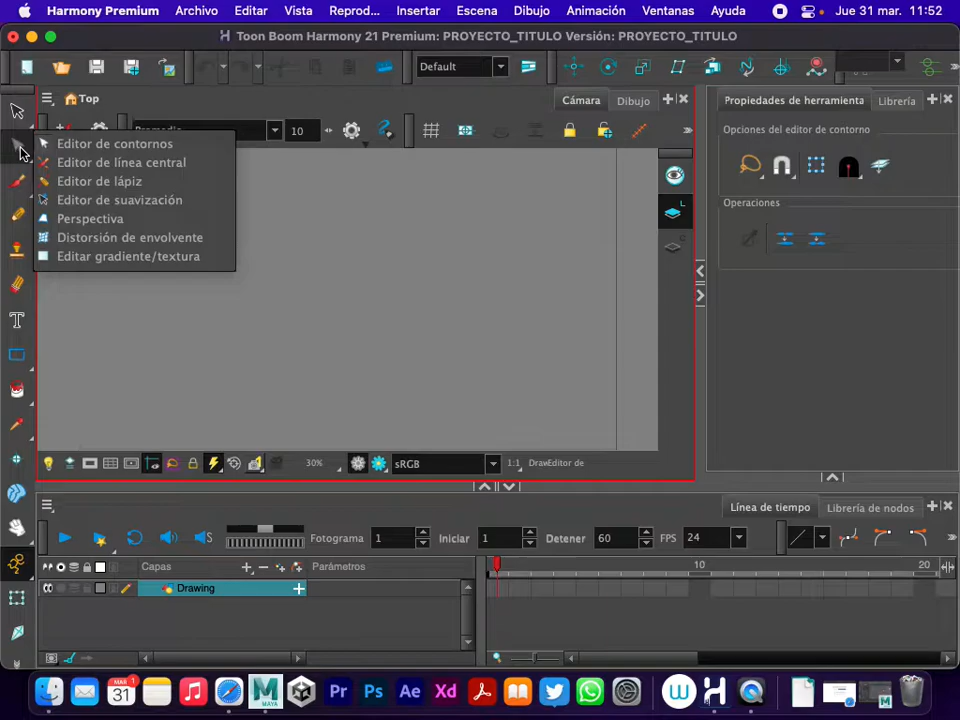 Harmony Premium Archivo Editar Vista Reprod... Insertar Escena Dibujo Animación Ventanas Ayuda Jue 31 mar. 11:52
Toon Boom Harmony 21 Premium: PROYECTO_TITULO Versión: PROYECTO_TITULO
Default
Top Cámara Dibujo Propiedades de herramienta Librería
10
Opciones del editor de contorno
Editor de contornos
Editor de línea central
Editor de lápiz
Editor de suavización
Perspectiva
Distorsión de envolvente
Editar gradiente/textura
Operaciones
L
C
T
30% sRGB 1:1 DrawEditor de
Línea de tiempo Librería de nodos
S Fotograma 1 Iniciar 1 Detener 60 FPS 24
Capas Parámetros 10 20
Drawing
MAR 1 31 MAYA Pr Ps Ae Xd W